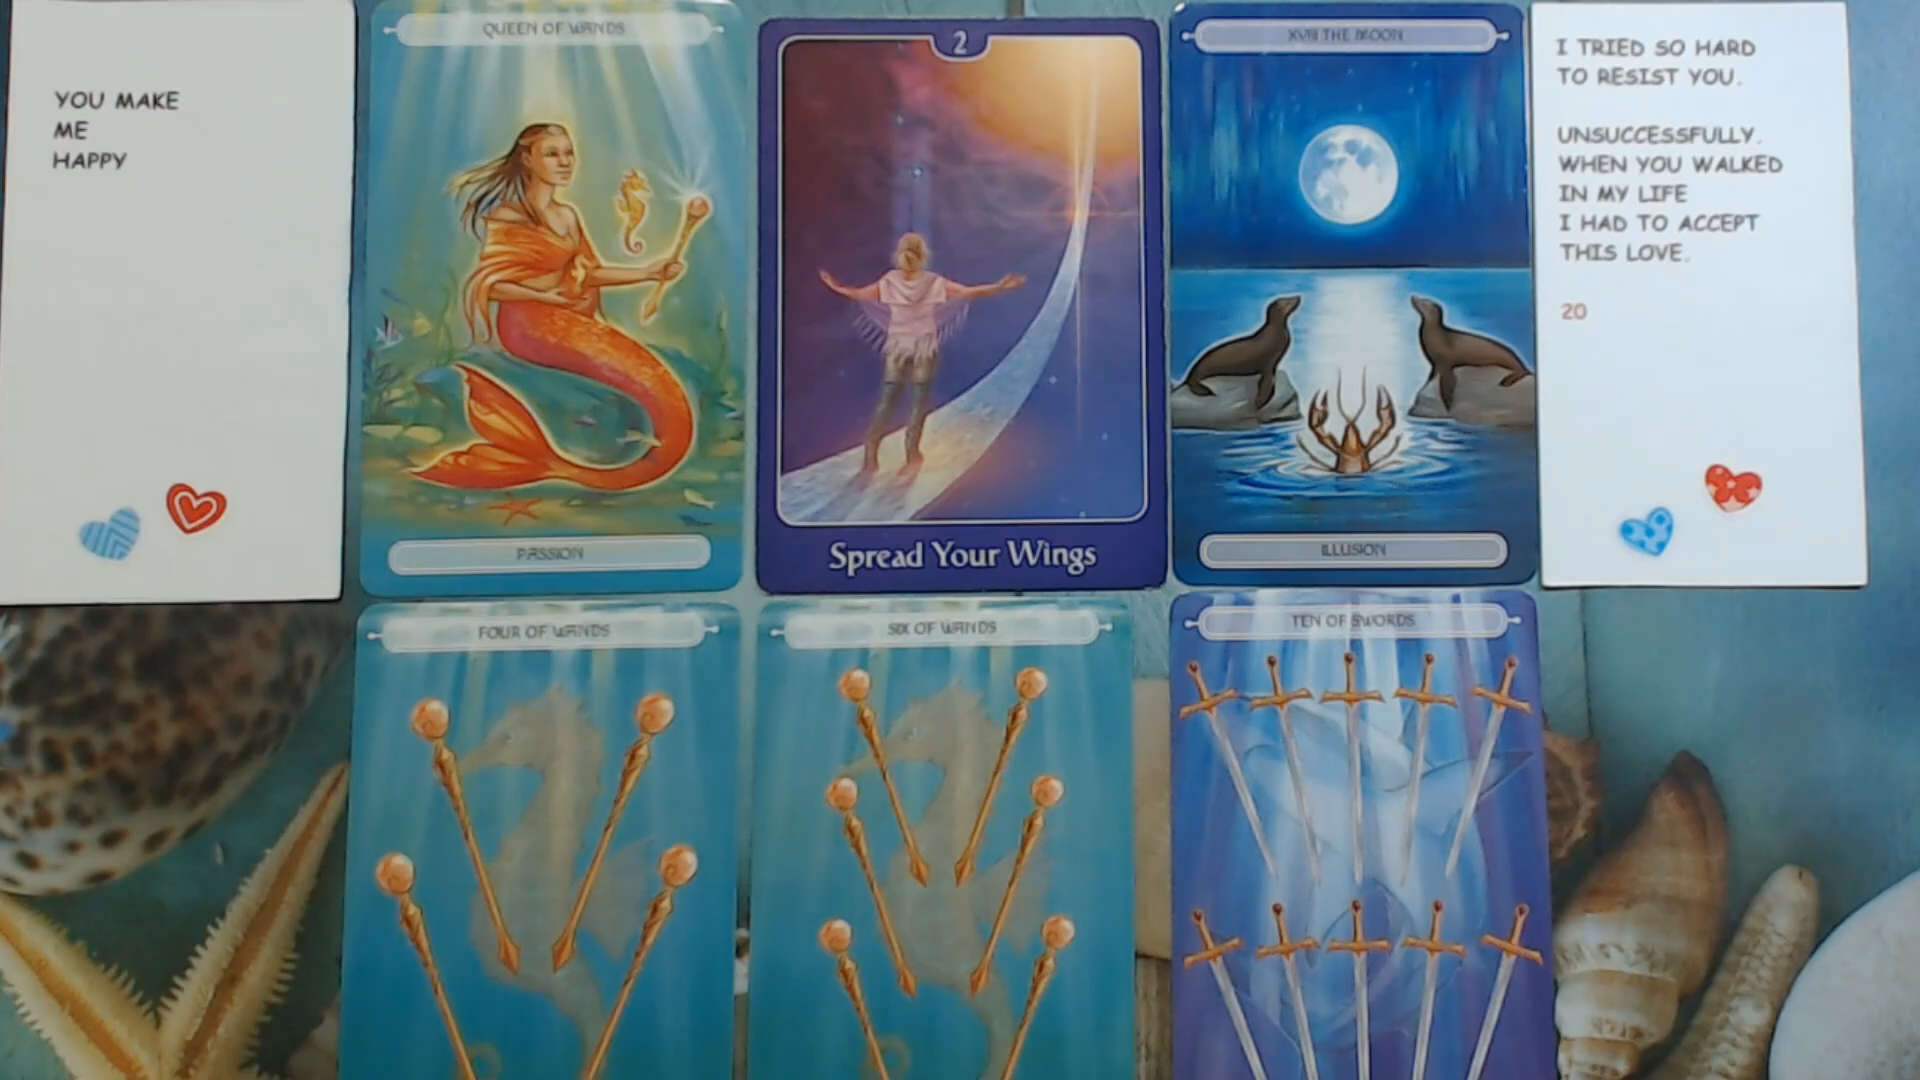 YOU MAKE
ME
HAPPY
QUEEN OF WANDS
PASSION
2
Spread Your Wings
XVIII THE MOON
ILLUSION
I TRIED SO HARD
TO RESIST YOU.
UNSUCCESSFULLY.
WHEN YOU WALKED
IN MY LIFE
I HAD TO ACCEPT
THIS LOVE.
20
FOUR OF WANDS
SIX OF WANDS
TEN OF SWORDS